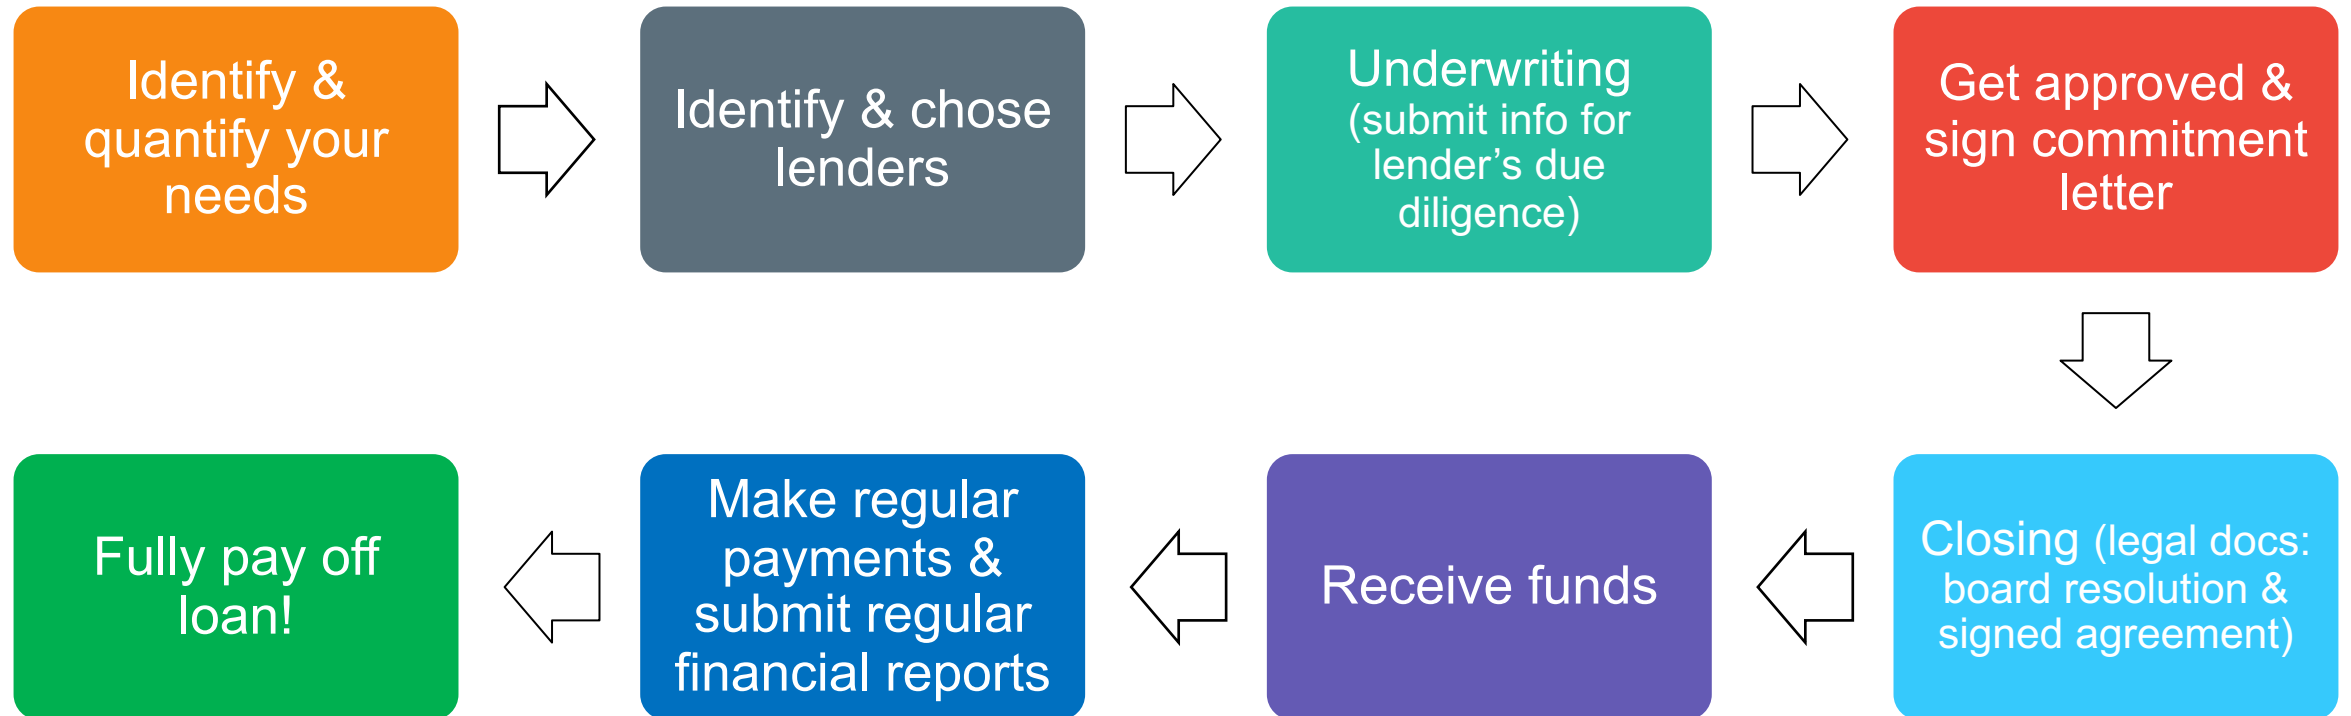 Identify &
quantify your
needs
Identify & chose
lenders
Underwriting
(submit info for
lender’s due
diligence)
Get approved &
sign commitment
letter
Closing (legal docs:
board resolution &
signed agreement)
Receive funds
Make regular
payments &
submit regular
financial reports
Fully pay off
loan!